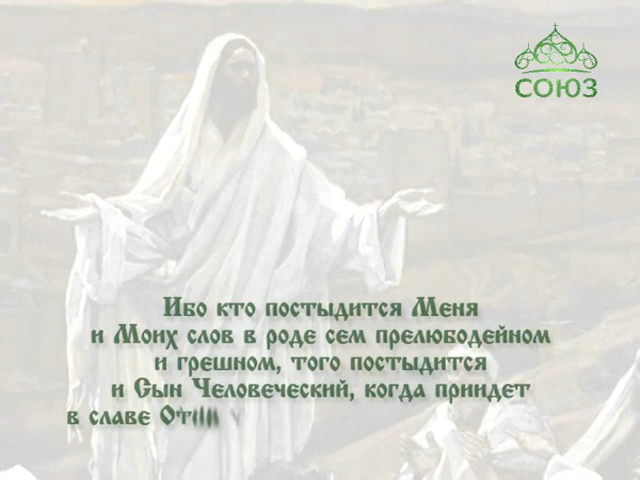 СОЮЗ
Ибо кто постыдится Меня
и Моих слов в роде сем прелюбодейном
и грешном, того постыдится
и Сын Человеческий, когда приидет
в славе